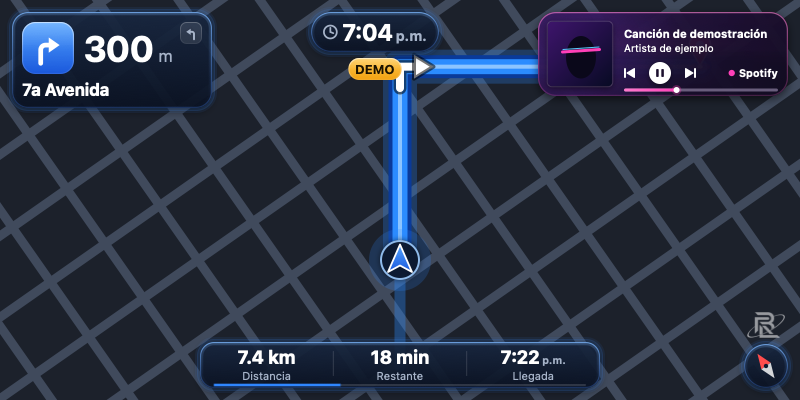 300 m
7a Avenida
7:04 p.m.
DEMO
Canción de demostración
Artista de ejemplo
Spotify
7.4 km
Distancia
18 min
Restante
7:22 p.m.
Llegada